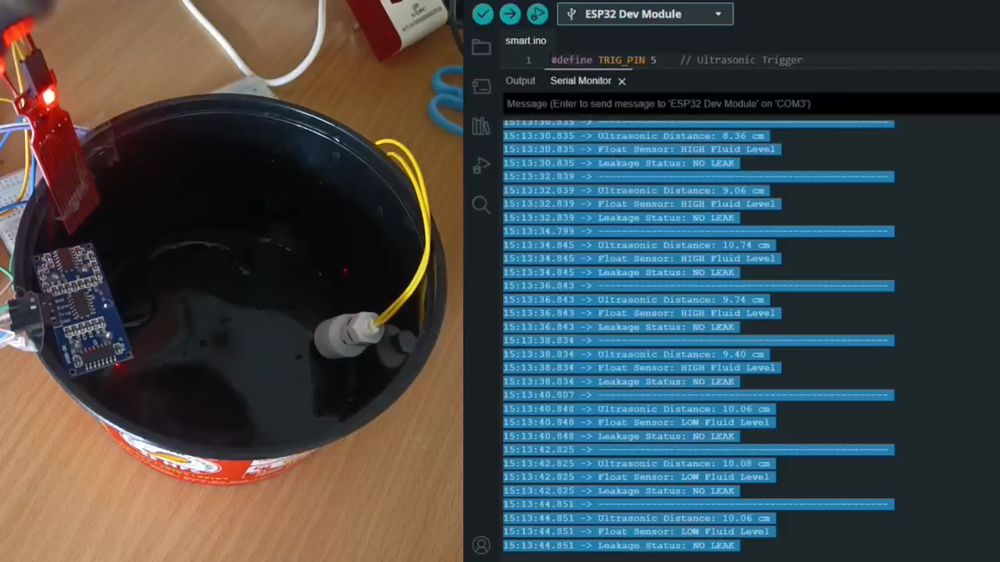 ESP32 Dev Module
smart.ino
1 #define TRIG_PIN 5 // Ultrasonic Trigger
Output Serial Monitor
Message (Enter to send message to 'ESP32 Dev Module' on 'COM3')
15:13:30.835 -> ----------------------------------------------------
15:13:30.835 -> Ultrasonic Distance: 8.36 cm
15:13:30.835 -> Float Sensor: HIGH Fluid Level
15:13:30.835 -> Leakage Status: NO LEAK
15:13:32.839 -> ----------------------------------------------------
15:13:32.839 -> Ultrasonic Distance: 9.06 cm
15:13:32.839 -> Float Sensor: HIGH Fluid Level
15:13:32.839 -> Leakage Status: NO LEAK
15:13:34.799 -> ----------------------------------------------------
15:13:34.845 -> Ultrasonic Distance: 10.74 cm
15:13:34.845 -> Float Sensor: HIGH Fluid Level
15:13:34.845 -> Leakage Status: NO LEAK
15:13:36.843 -> ----------------------------------------------------
15:13:36.843 -> Ultrasonic Distance: 9.74 cm
15:13:36.843 -> Float Sensor: HIGH Fluid Level
15:13:36.843 -> Leakage Status: NO LEAK
15:13:38.834 -> ----------------------------------------------------
15:13:38.834 -> Ultrasonic Distance: 9.40 cm
15:13:38.834 -> Float Sensor: HIGH Fluid Level
15:13:38.834 -> Leakage Status: NO LEAK
15:13:40.807 -> ----------------------------------------------------
15:13:40.848 -> Ultrasonic Distance: 10.06 cm
15:13:40.848 -> Float Sensor: LOW Fluid Level
15:13:40.848 -> Leakage Status: NO LEAK
15:13:42.825 -> ----------------------------------------------------
15:13:42.825 -> Ultrasonic Distance: 10.08 cm
15:13:42.825 -> Float Sensor: LOW Fluid Level
15:13:42.825 -> Leakage Status: NO LEAK
15:13:44.851 -> ----------------------------------------------------
15:13:44.851 -> Ultrasonic Distance: 10.06 cm
15:13:44.851 -> Float Sensor: LOW Fluid Level
15:13:44.851 -> Leakage Status: NO LEAK